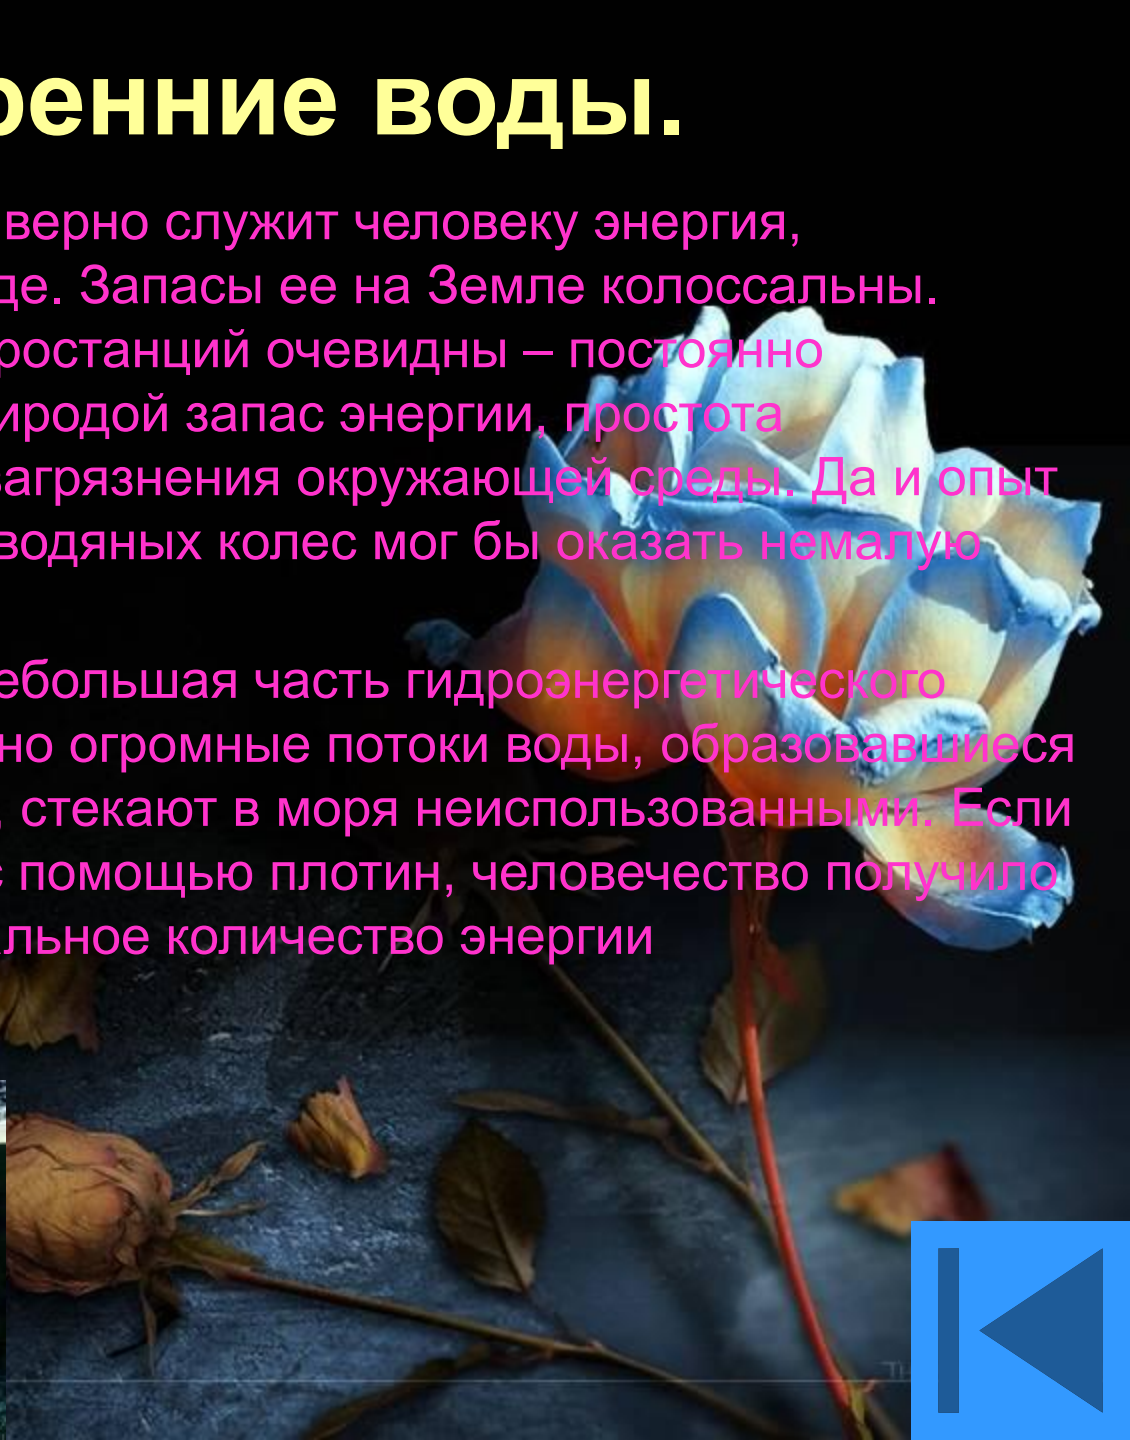 ренние воды.
верно служит человеку энергия,
де. Запасы ее на Земле колоссальны.
ростанций очевидны – постоянно
иродой запас энергии, простота
загрязнения окружающей среды. Да и опыт
водяных колес мог бы оказать немалую
ебольшая часть гидроэнергетического
но огромные потоки воды, образовавшиеся
, стекают в моря неиспользованными. Если
с помощью плотин, человечество получило
льное количество энергии